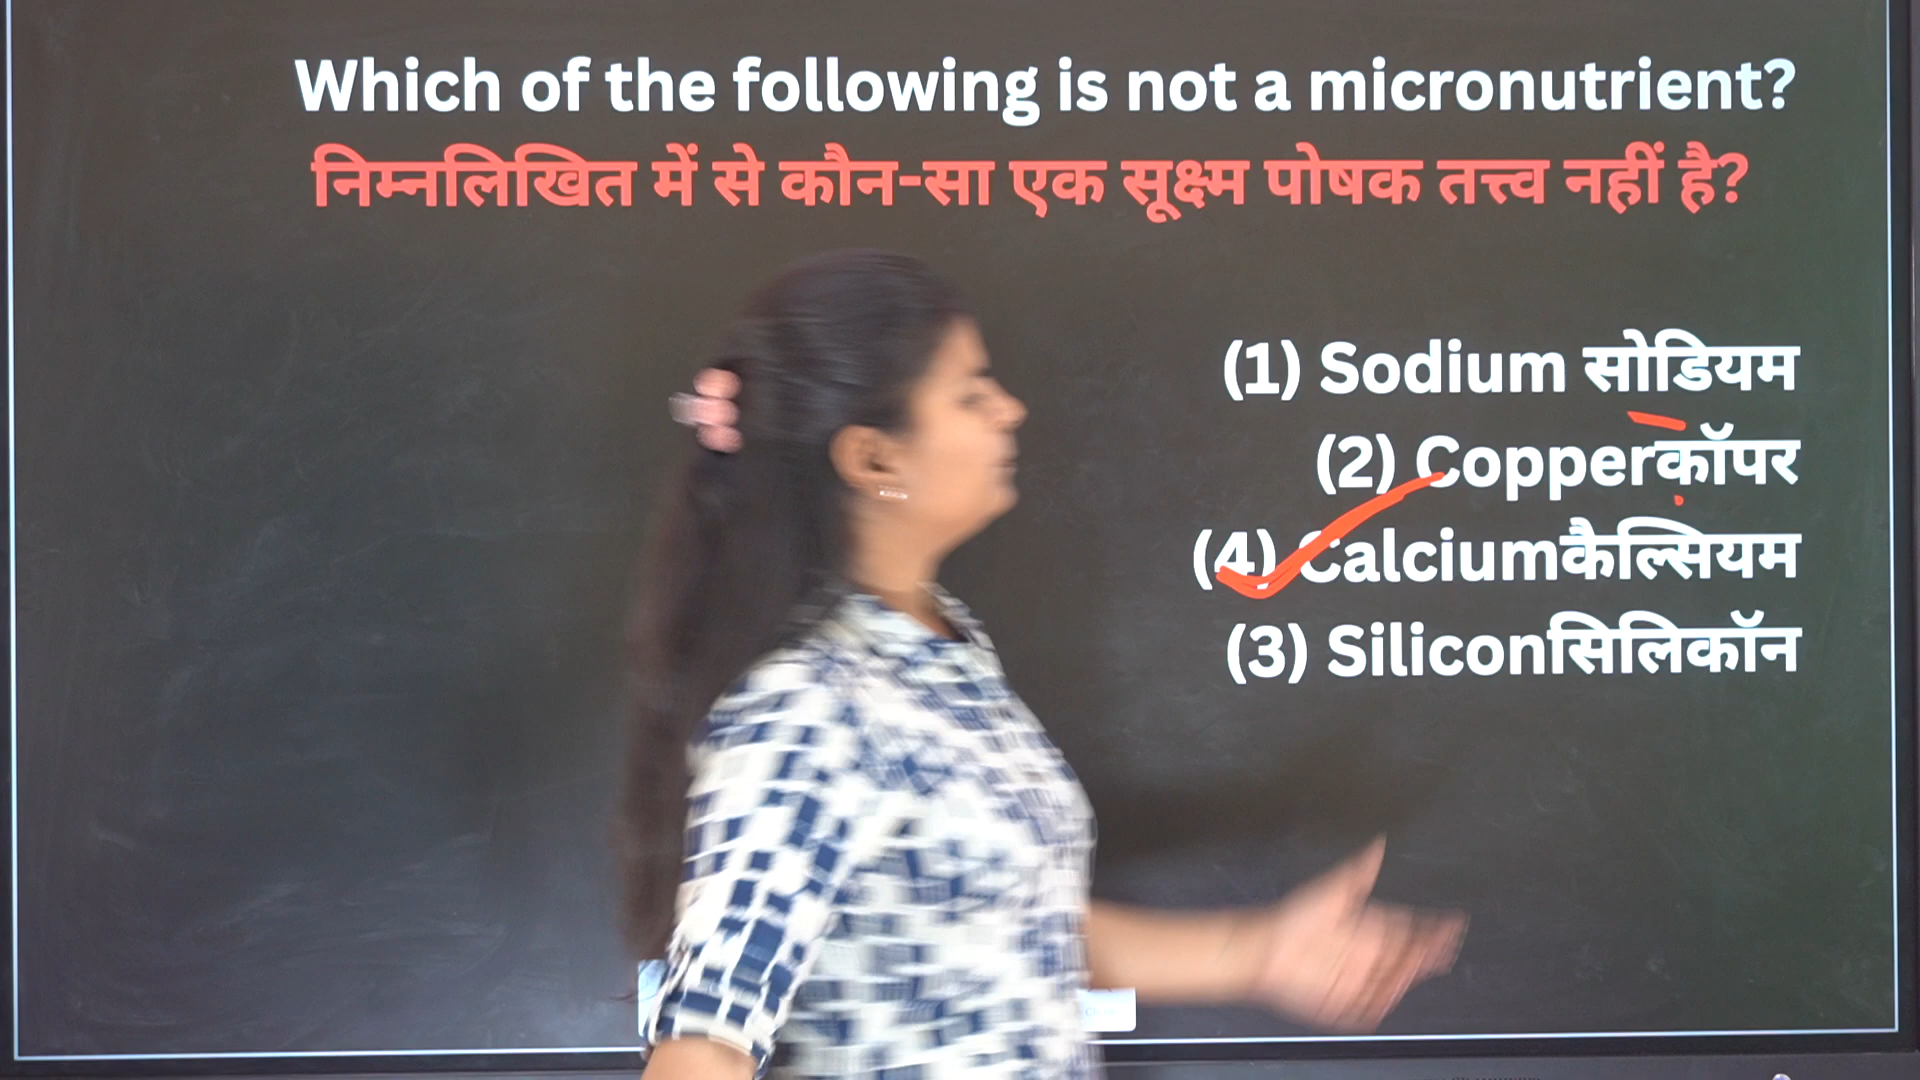 Which of the following is not a micronutrient?
निम्नलिखित में से कौन-सा एक सूक्ष्म पोषक तत्त्व नहीं है?
(1) Sodium सोडियम
(2) Copperकॉपर
(4) Calciumकैल्सियम
(3) Siliconसिलिकॉन